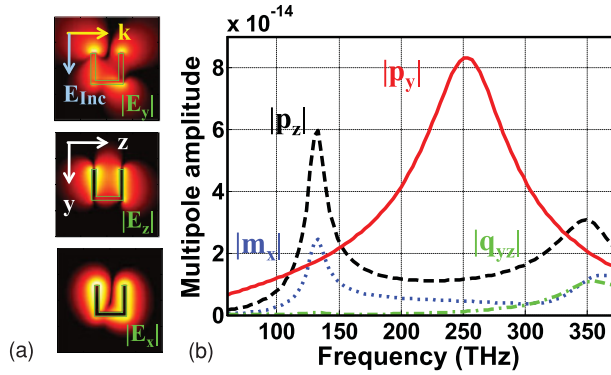 k
E_Inc
|E_y|
z
y
|E_z|
|E_x|
(a)
x 10^-14
8
6
4
2
0
Multipole amplitude
|p_y|
|p_z|
|m_x|
|q_yz|
100 150 200 250 300 350
Frequency (THz)
(b)